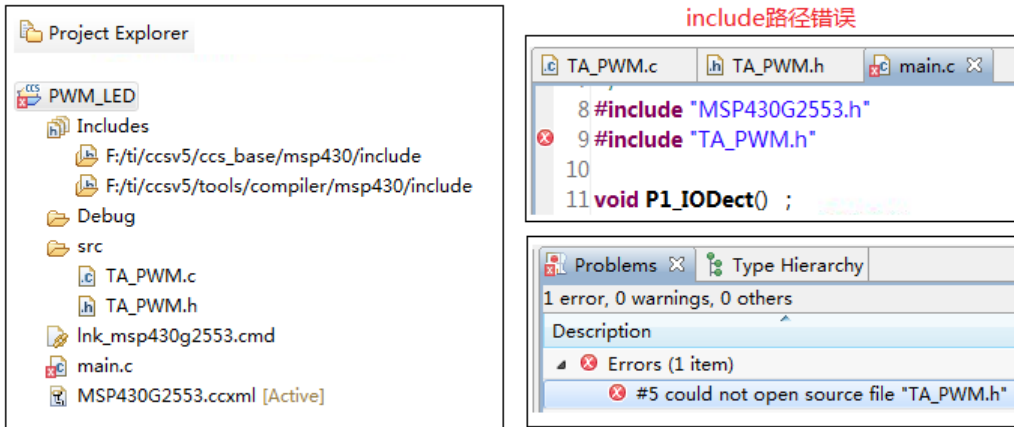 Project Explorer
PWM_LED
Includes
F:/ti/ccsv5/ccs_base/msp430/include
F:/ti/ccsv5/tools/compiler/msp430/include
Debug
src
TA_PWM.c
TA_PWM.h
lnk_msp430g2553.cmd
main.c
MSP430G2553.ccxml [Active]
include路径错误
TA_PWM.c TA_PWM.h main.c
8 #include "MSP430G2553.h"
9 #include "TA_PWM.h"
10
11 void P1_IODect() ;
Problems Type Hierarchy
1 error, 0 warnings, 0 others
Description
Errors (1 item)
#5 could not open source file "TA_PWM.h"